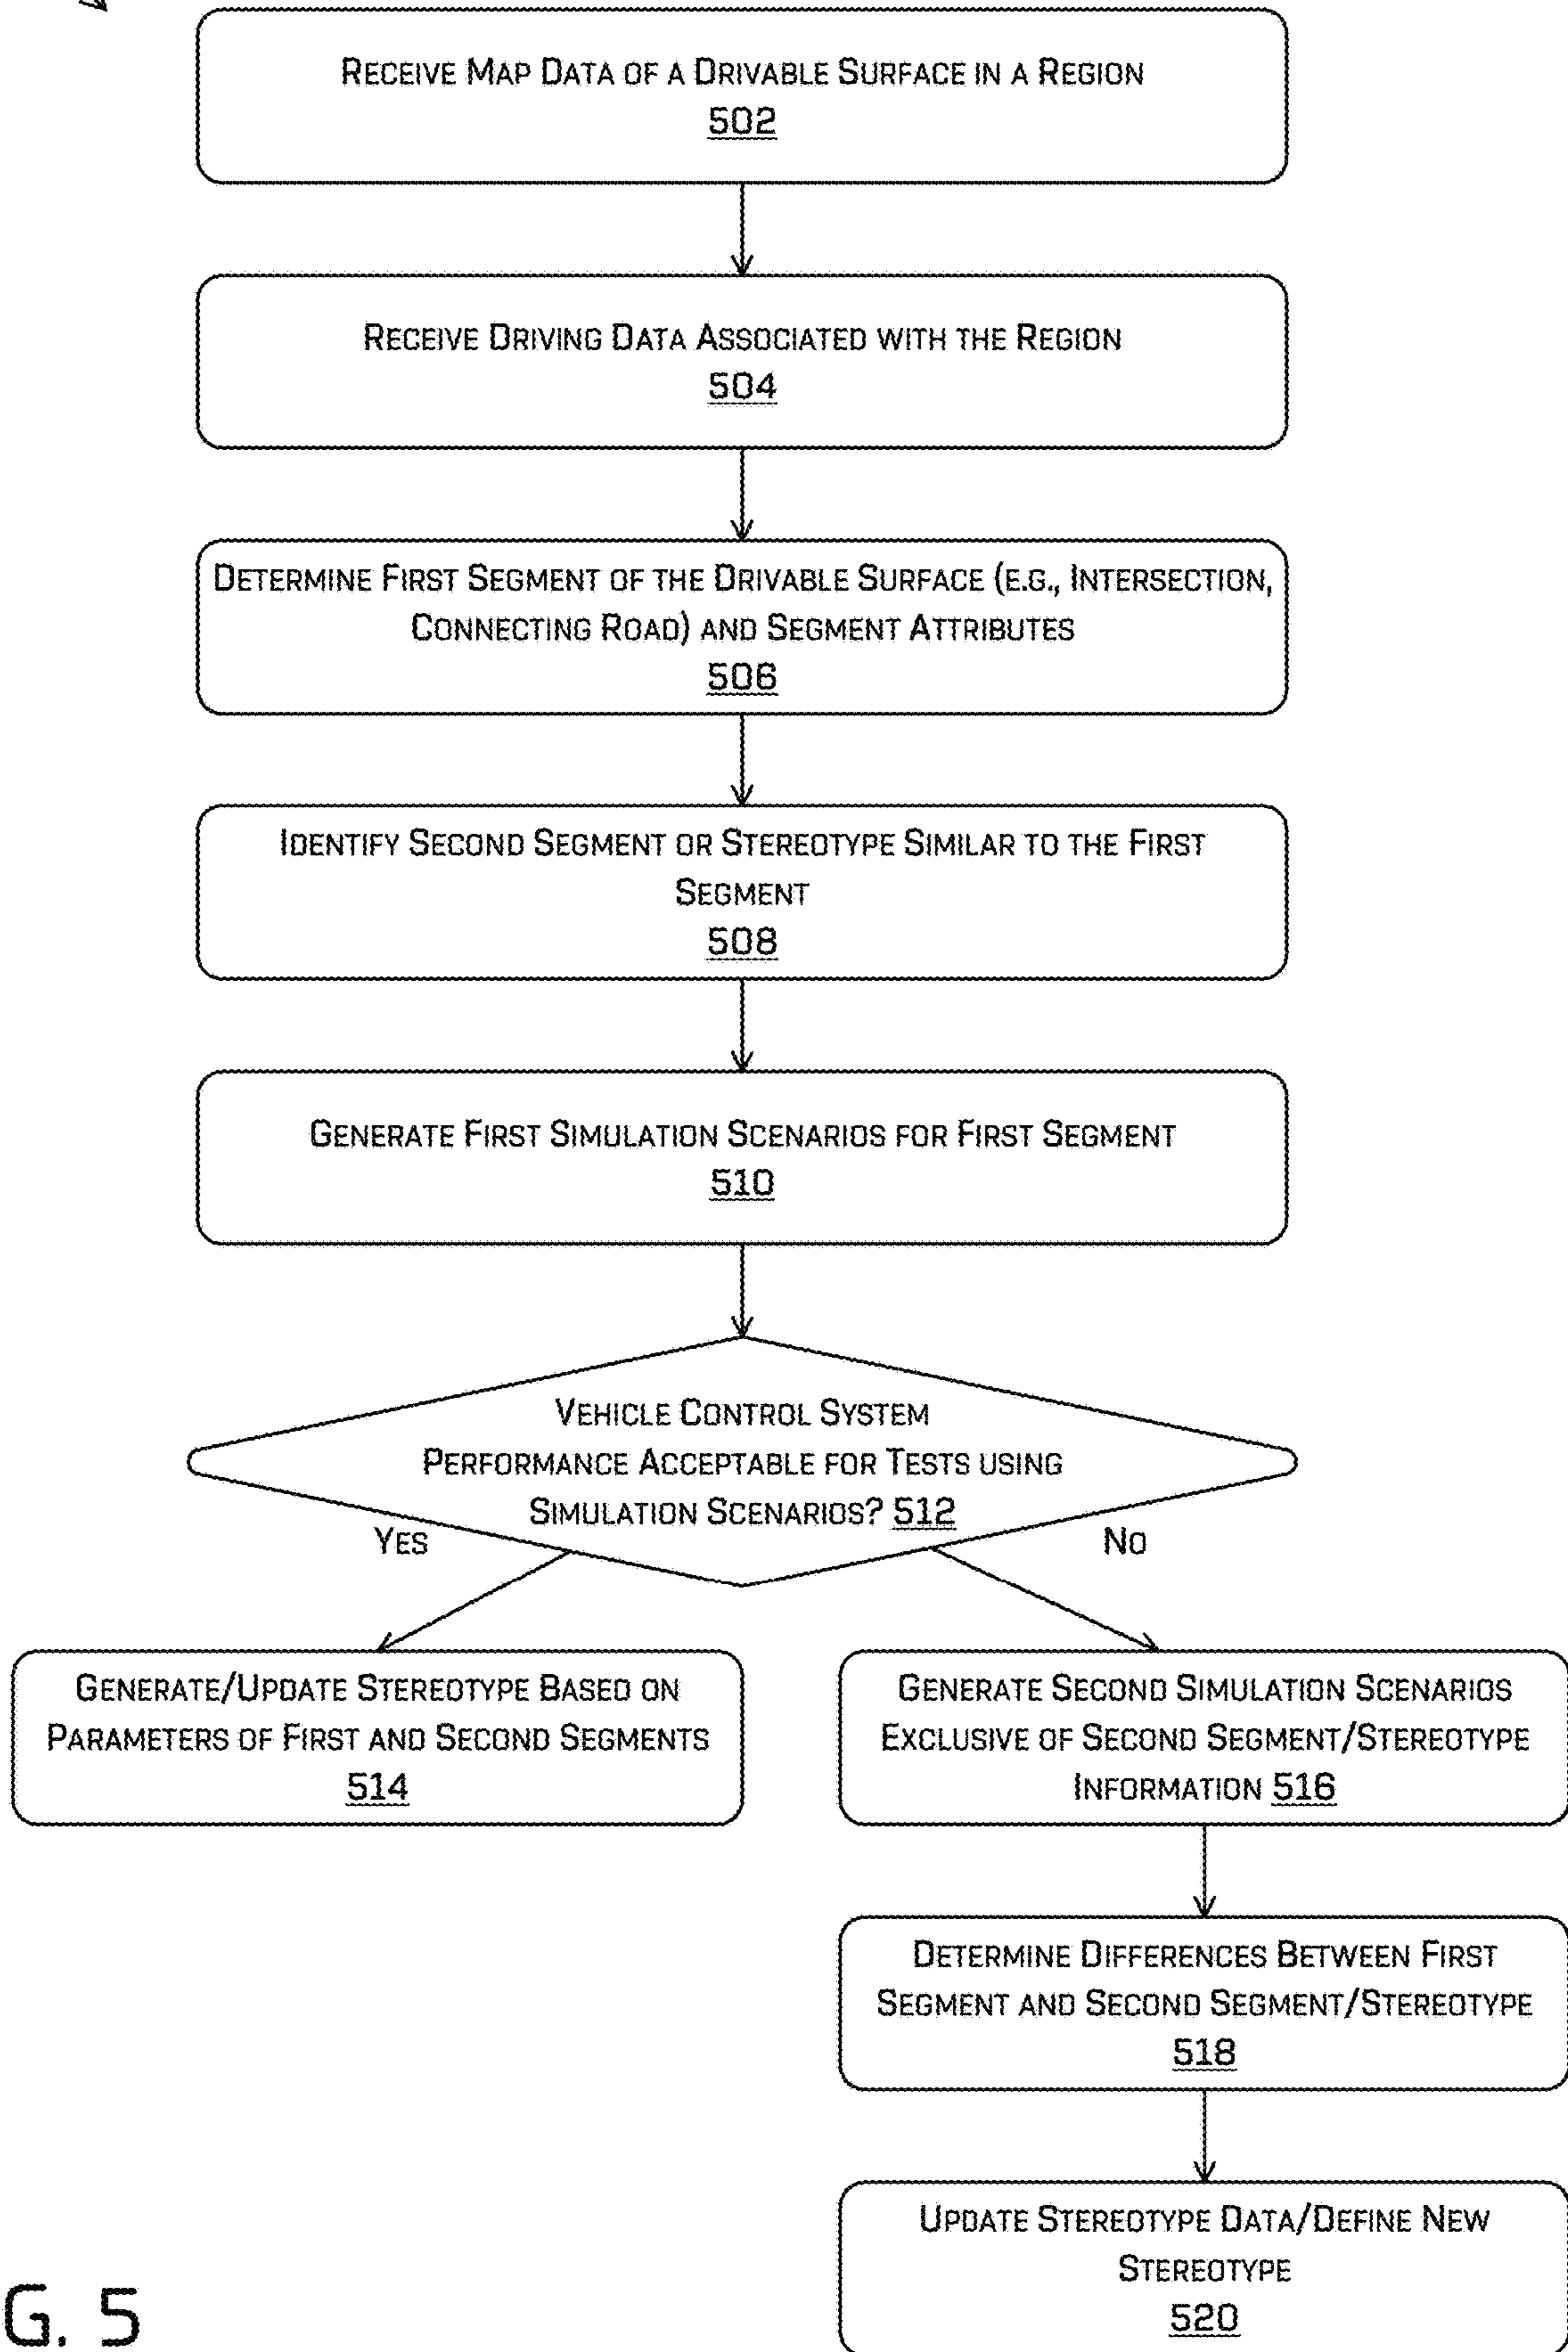 Receive Map Data of a Drivable Surface in a Region
502
Receive Driving Data Associated with the Region
504
Determine First Segment of the Drivable Surface (e.g., Intersection,
Connecting Road) and Segment Attributes
506
Identify Second Segment or Stereotype Similar to the First
Segment
508
Generate First Simulation Scenarios for First Segment
510
Vehicle Control System
Performance Acceptable for Tests using
Simulation Scenarios? 512
Yes
No
Generate/Update Stereotype Based on
Parameters of First and Second Segments
514
Generate Second Simulation Scenarios
Exclusive of Second Segment/Stereotype
Information 516
Determine Differences Between First
Segment and Second Segment/Stereotype
518
Update Stereotype Data/Define New
Stereotype
520
G. 5